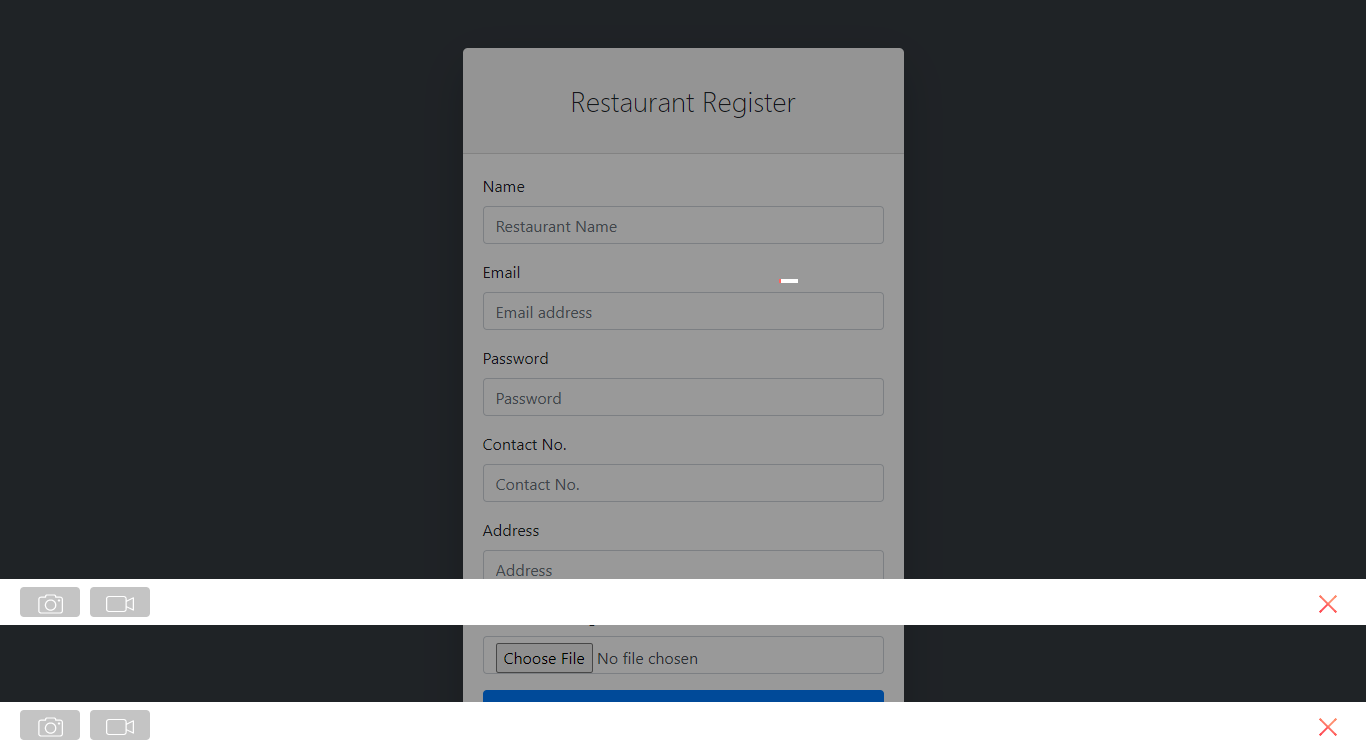 Restaurant Register
Name
Restaurant Name
Email
Email address
Password
Password
Contact No.
Contact No.
Address
Address
Choose File No file chosen